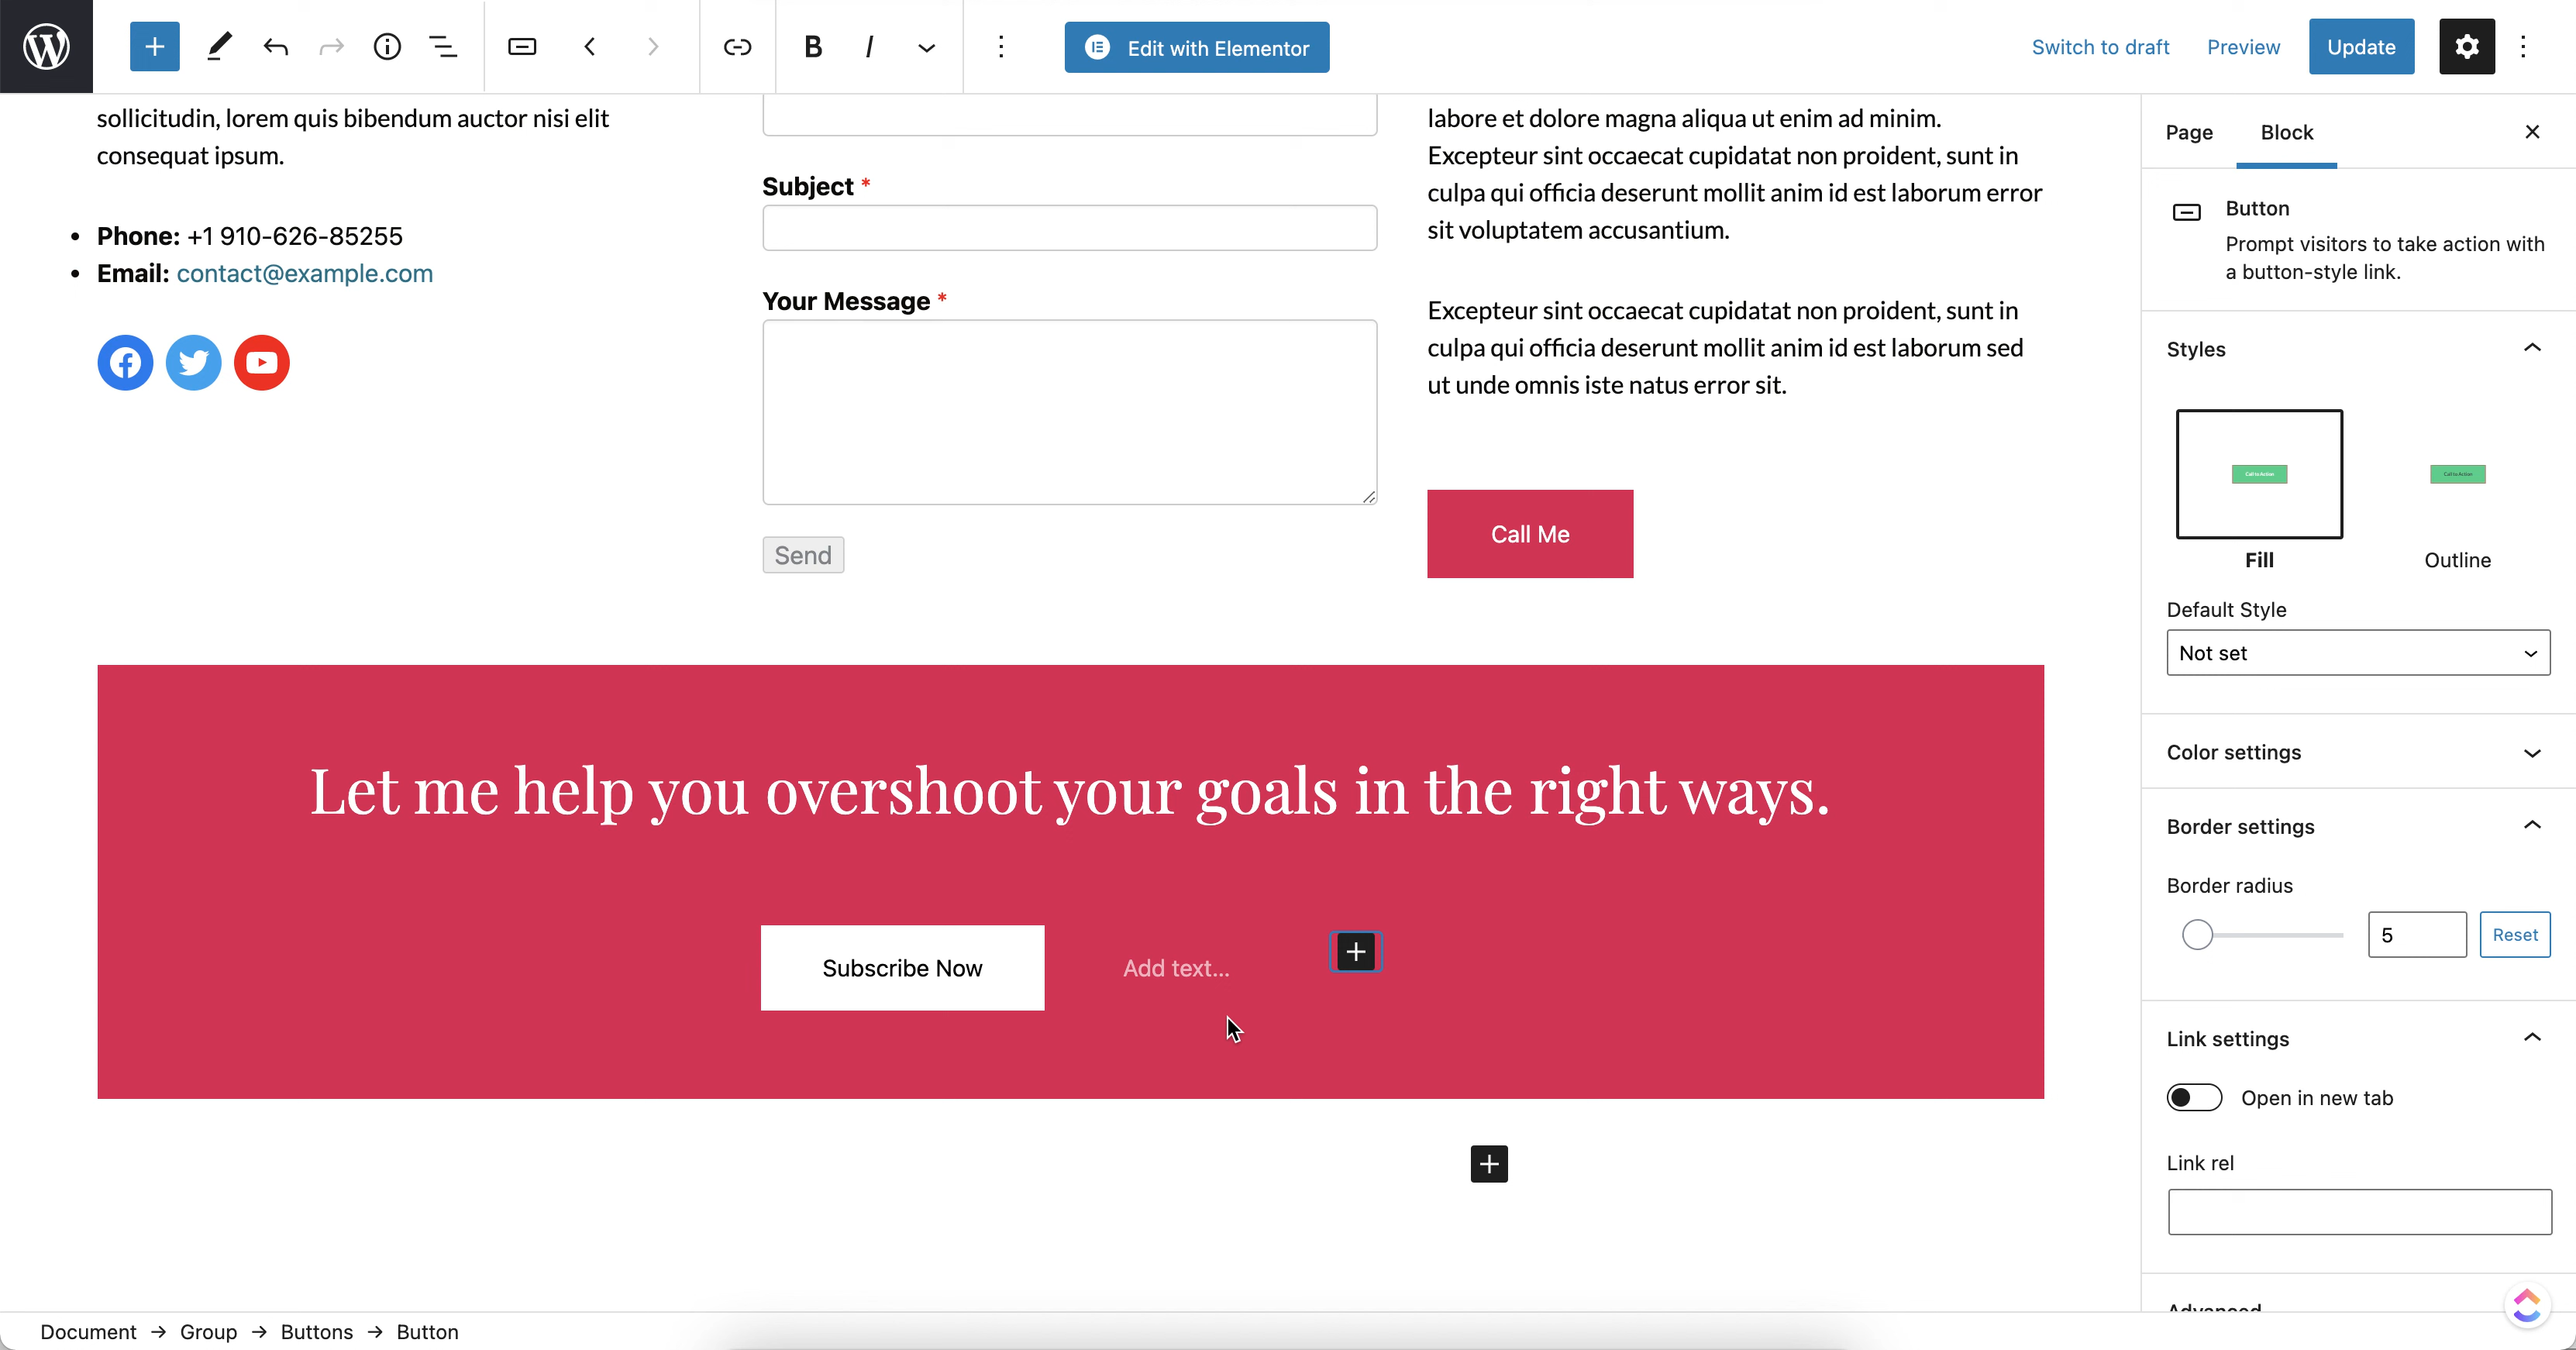 Edit with Elementor
Switch to draft
Preview
Update
sollicitudin, lorem quis bibendum auctor nisi elit
consequat ipsum.
Phone: +1 910-626-85255
Email: contact@example.com
Subject *
Your Message *
Send
labore et dolore magna aliqua ut enim ad minim.
Excepteur sint occaecat cupidatat non proident, sunt in
culpa qui officia deserunt mollit anim id est laborum error
sit voluptatem accusantium.
Excepteur sint occaecat cupidatat non proident, sunt in
culpa qui officia deserunt mollit anim id est laborum sed
ut unde omnis iste natus error sit.
Call Me
Let me help you overshoot your goals in the right ways.
Subscribe Now
Add text...
Page
Block
Button
Prompt visitors to take action with
a button-style link.
Styles
Call to Action
Call to Action
Fill
Outline
Default Style
Not set
Color settings
Border settings
Border radius
5
Reset
Link settings
Open in new tab
Link rel
Advanced
Document → Group → Buttons → Button